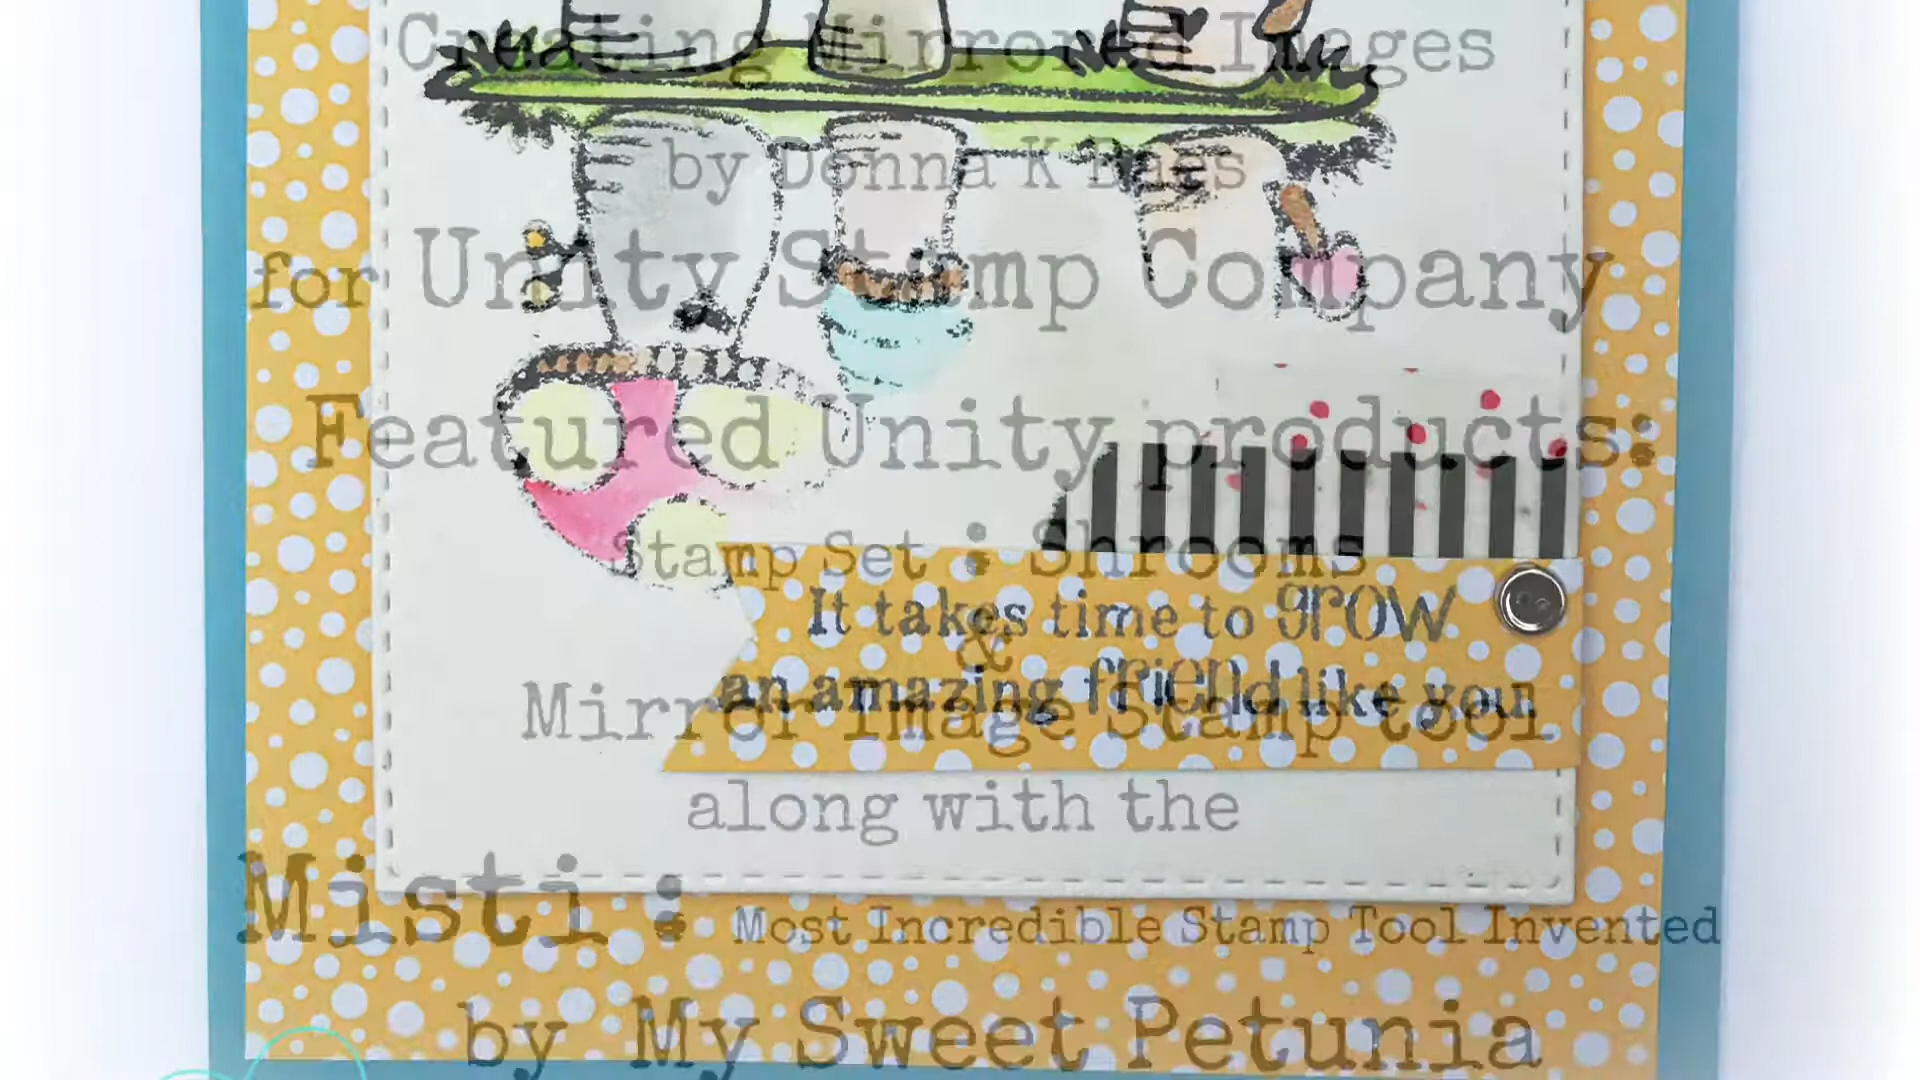 Creating Mirrored Images
by Donna K Baes
for Unity Stamp Company
Featured Unity products:
Stamp Set : Shrooms
It takes time to grow
&
an amazing friend like you
Mirror Image Stamp tool
along with the
Misti : Most Incredible Stamp Tool Invented
by My Sweet Petunia